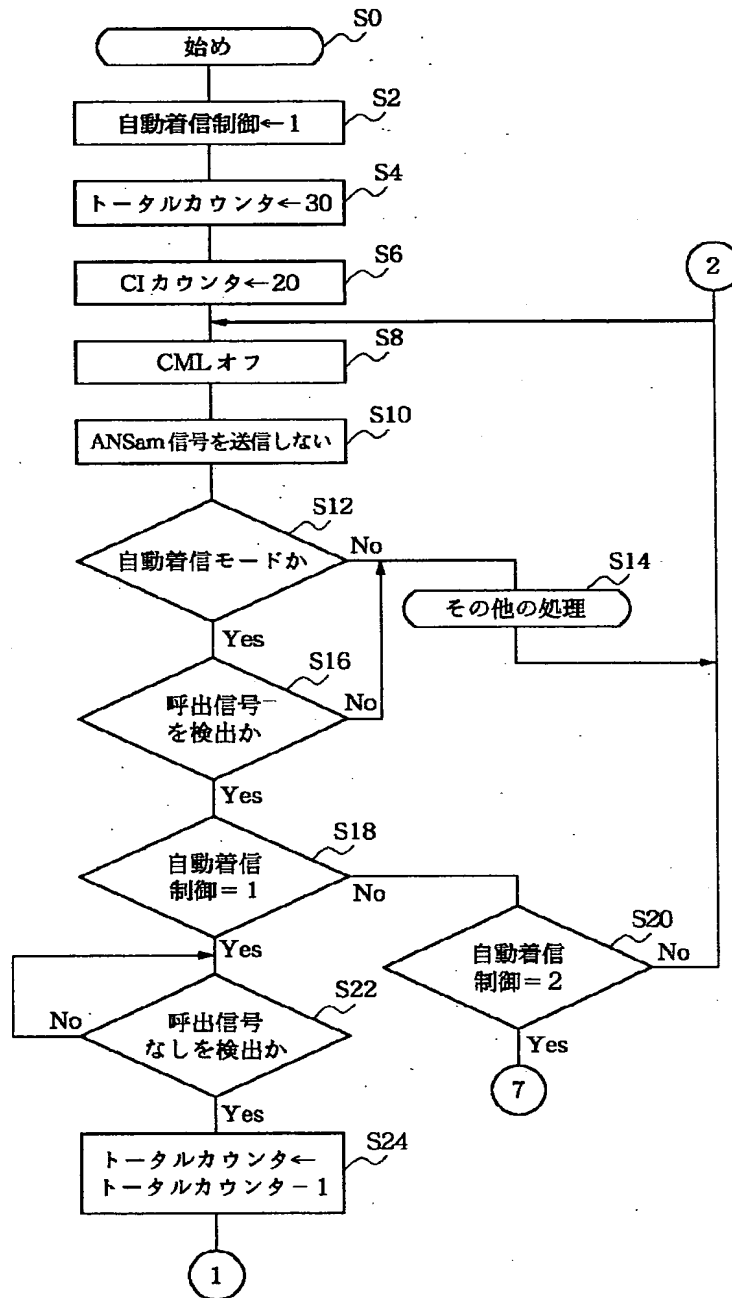 S0
始め
S2
自動着信制御←1
S4
トータルカウンタ←30
S6
CIカウンタ←20
2
S8
CMLオフ
S10
ANSam信号を送信しない
S12
自動着信モードか
No
Yes
S14
その他の処理
S16
呼出信号
を検出か
No
Yes
S18
自動着信
制御=1
No
Yes
S20
自動着信
制御=2
No
Yes
7
S22
呼出信号
なしを検出か
No
Yes
S24
トータルカウンタ←
トータルカウンタ-1
1